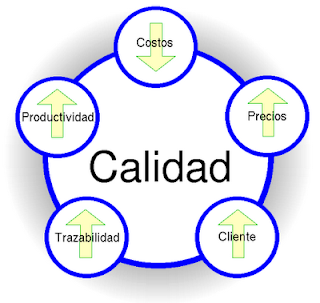 Costos
Productividad
Precios
Calidad
Trazabilidad
Cliente